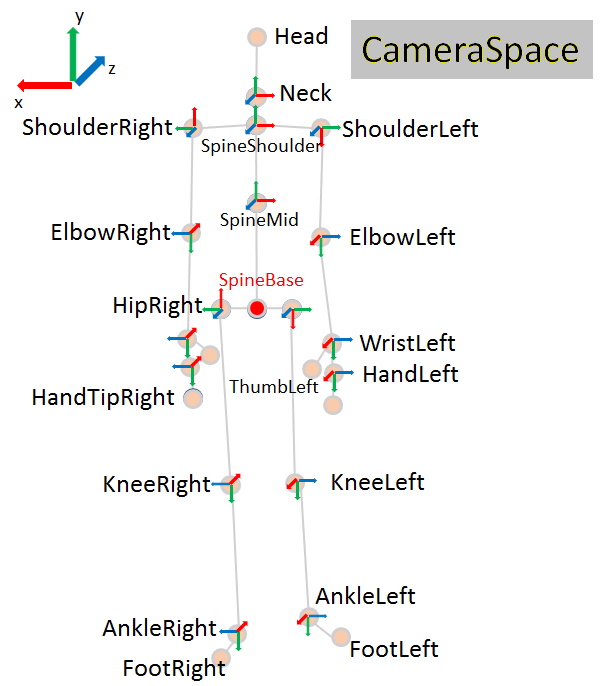 y
Head
CameraSpace
z
x
Neck
ShoulderRight
ShoulderLeft
SpineShoulder
SpineMid
ElbowRight
ElbowLeft
SpineBase
HipRight
WristLeft
HandLeft
ThumbLeft
HandTipRight
KneeRight
KneeLeft
AnkleLeft
AnkleRight
FootLeft
FootRight